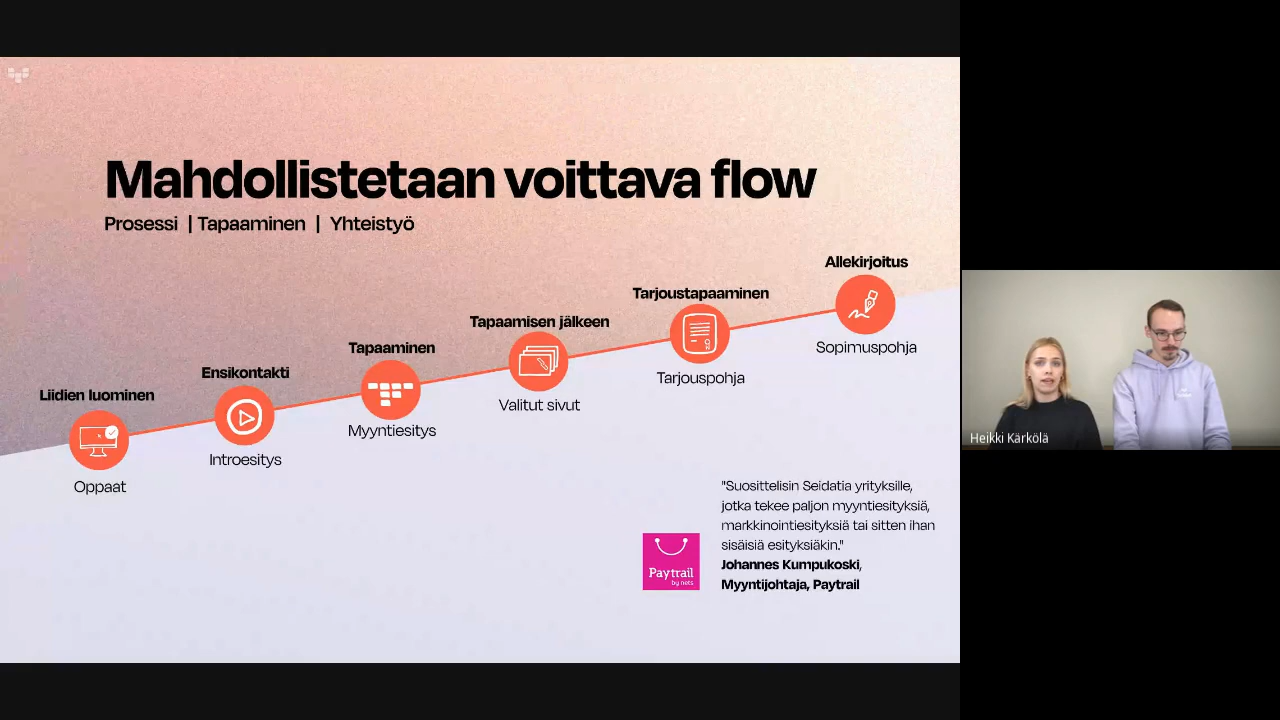 Mahdollistetaan voittava flow
Prosessi | Tapaaminen | Yhteistyö
Liidien luominen
Oppaat
Ensikontakti
Introesitys
Tapaaminen
Myyntiesitys
Tapaamisen jälkeen
Valitut sivut
Tarjoustapaaminen
Tarjouspohja
Allekirjoitus
Sopimuspohja
"Suosittelisin Seidatia yrityksille,
jotka tekee paljon myyntiesityksiä,
markkinointiesityksiä tai sitten ihan
sisäisiä esityksiäkin."
Johannes Kumpukoski,
Myyntijohtaja, Paytrail
Paytrail
by nets
Heikki Kärkölä